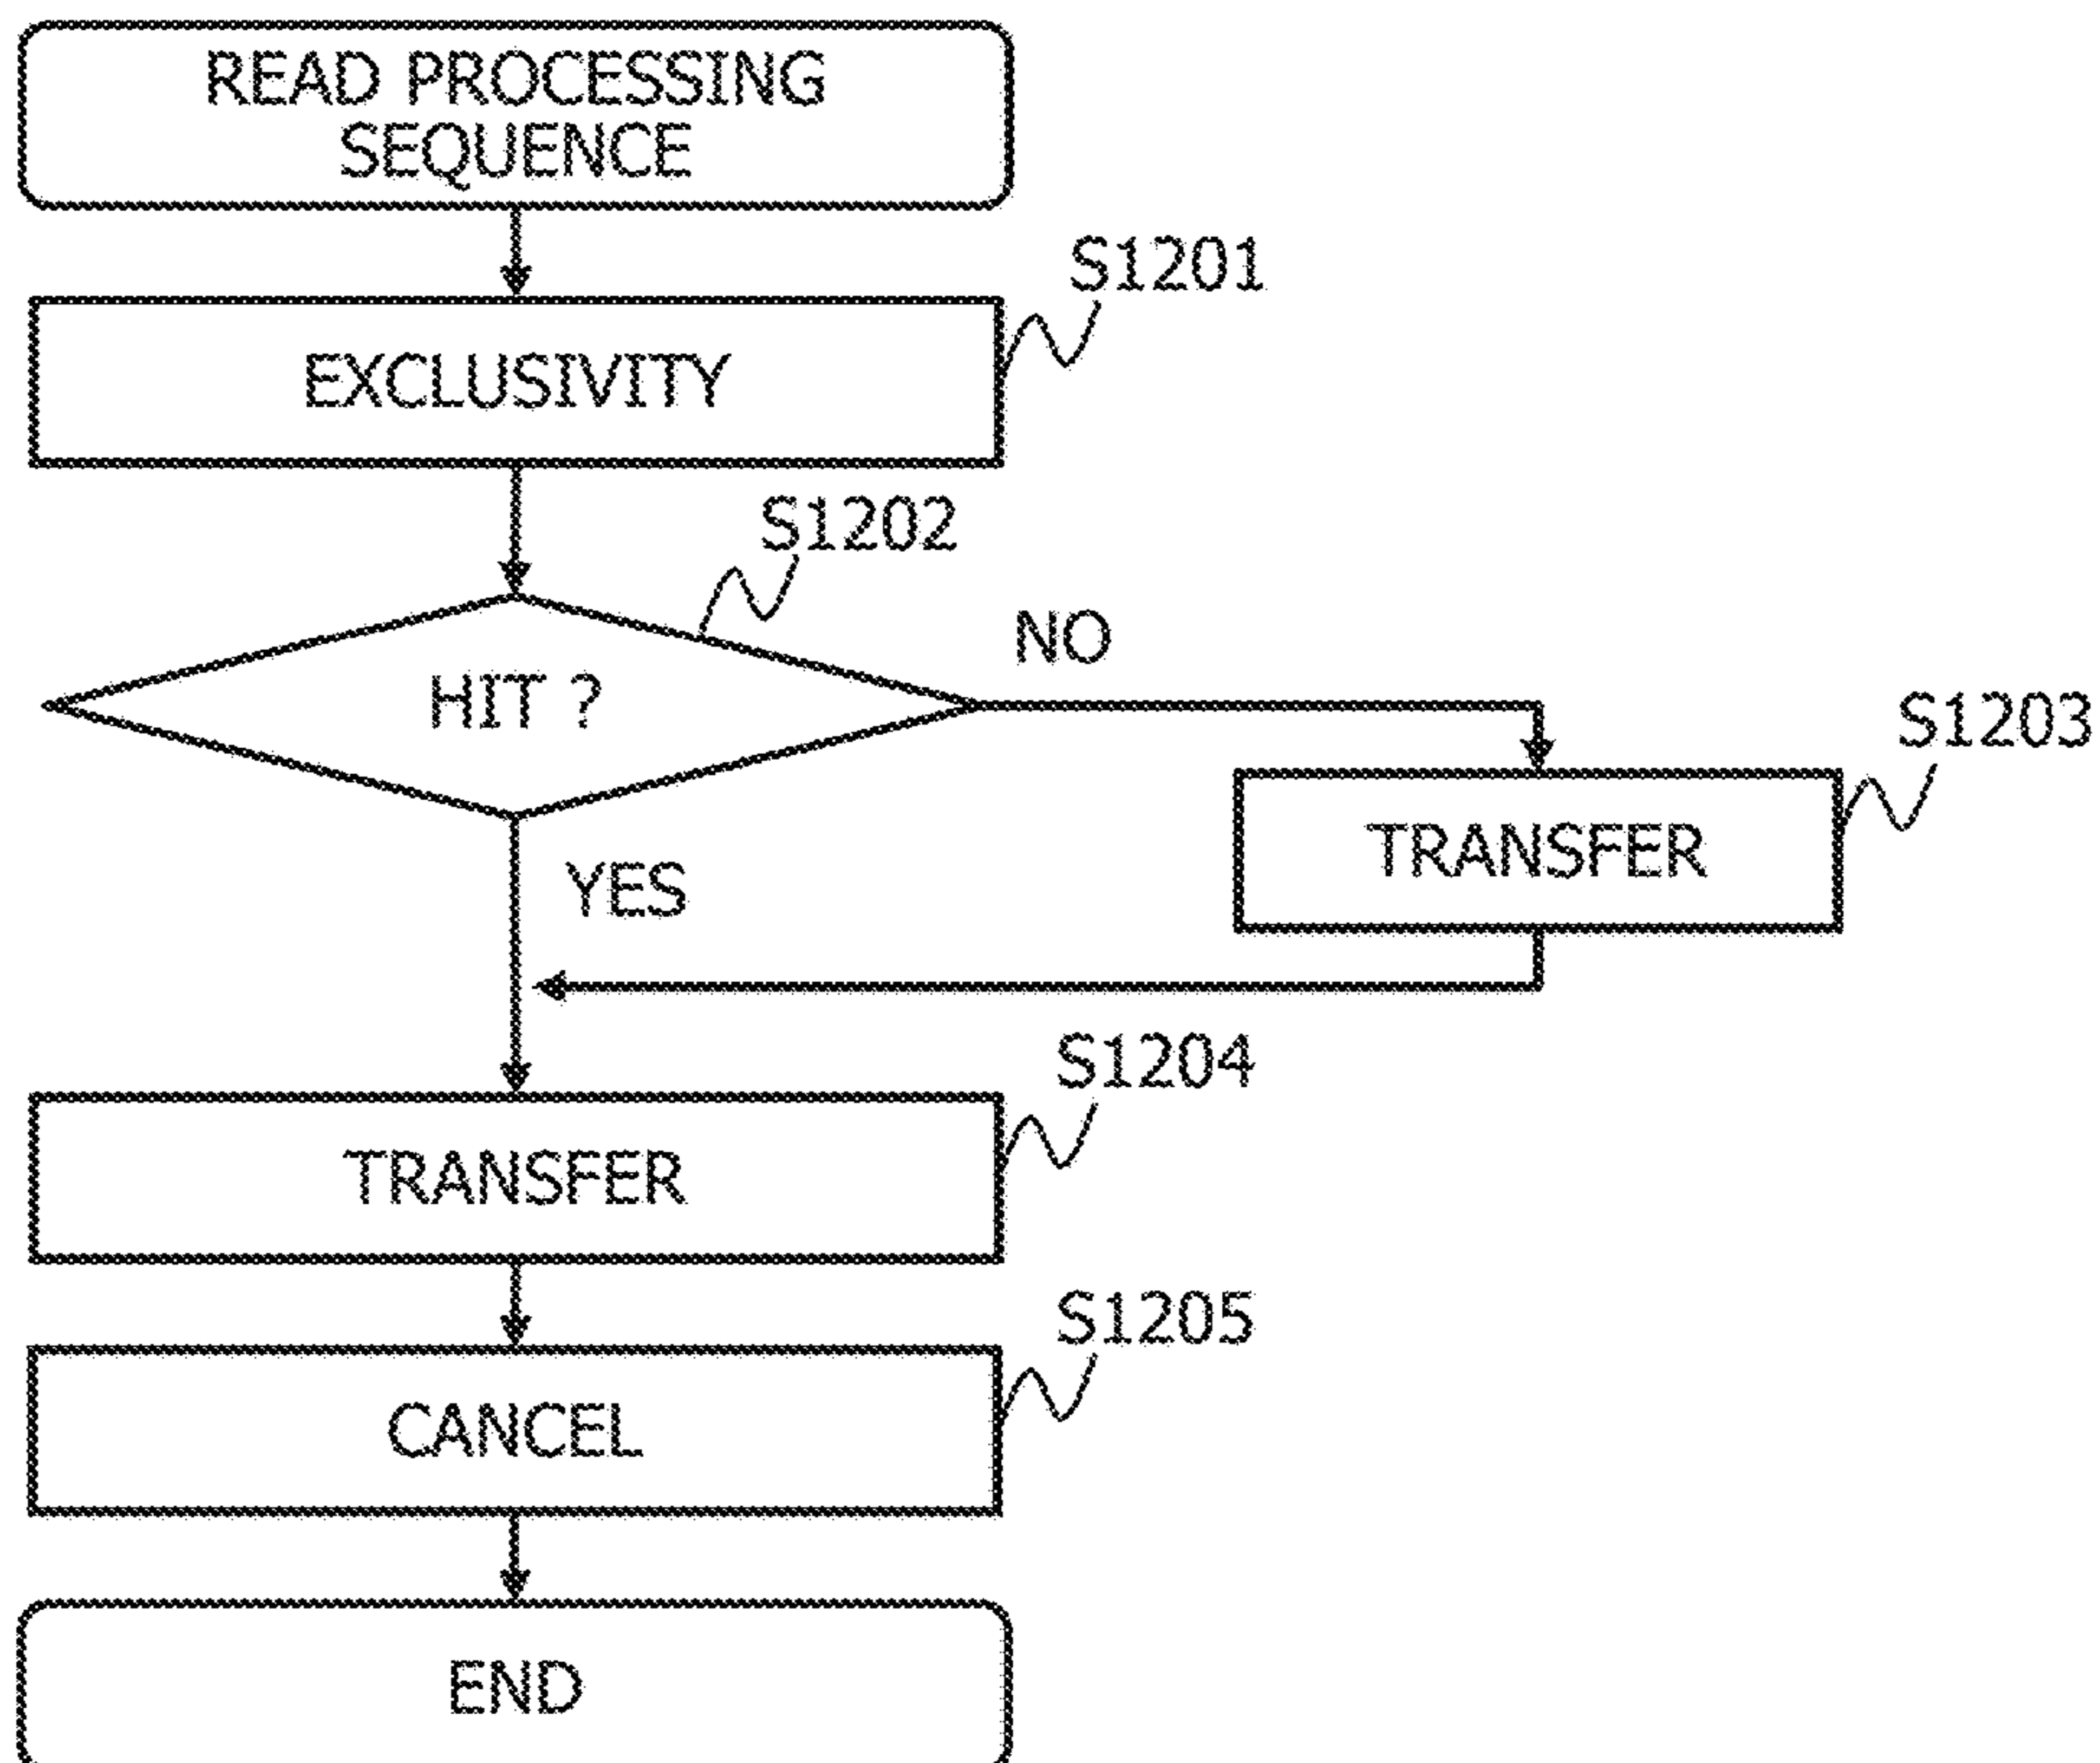 READ PROCESSING
SEQUENCE
S1201
EXCLUSIVITY
S1202
HIT ?
NO
S1203
TRANSFER
YES
S1204
TRANSFER
S1205
CANCEL
END